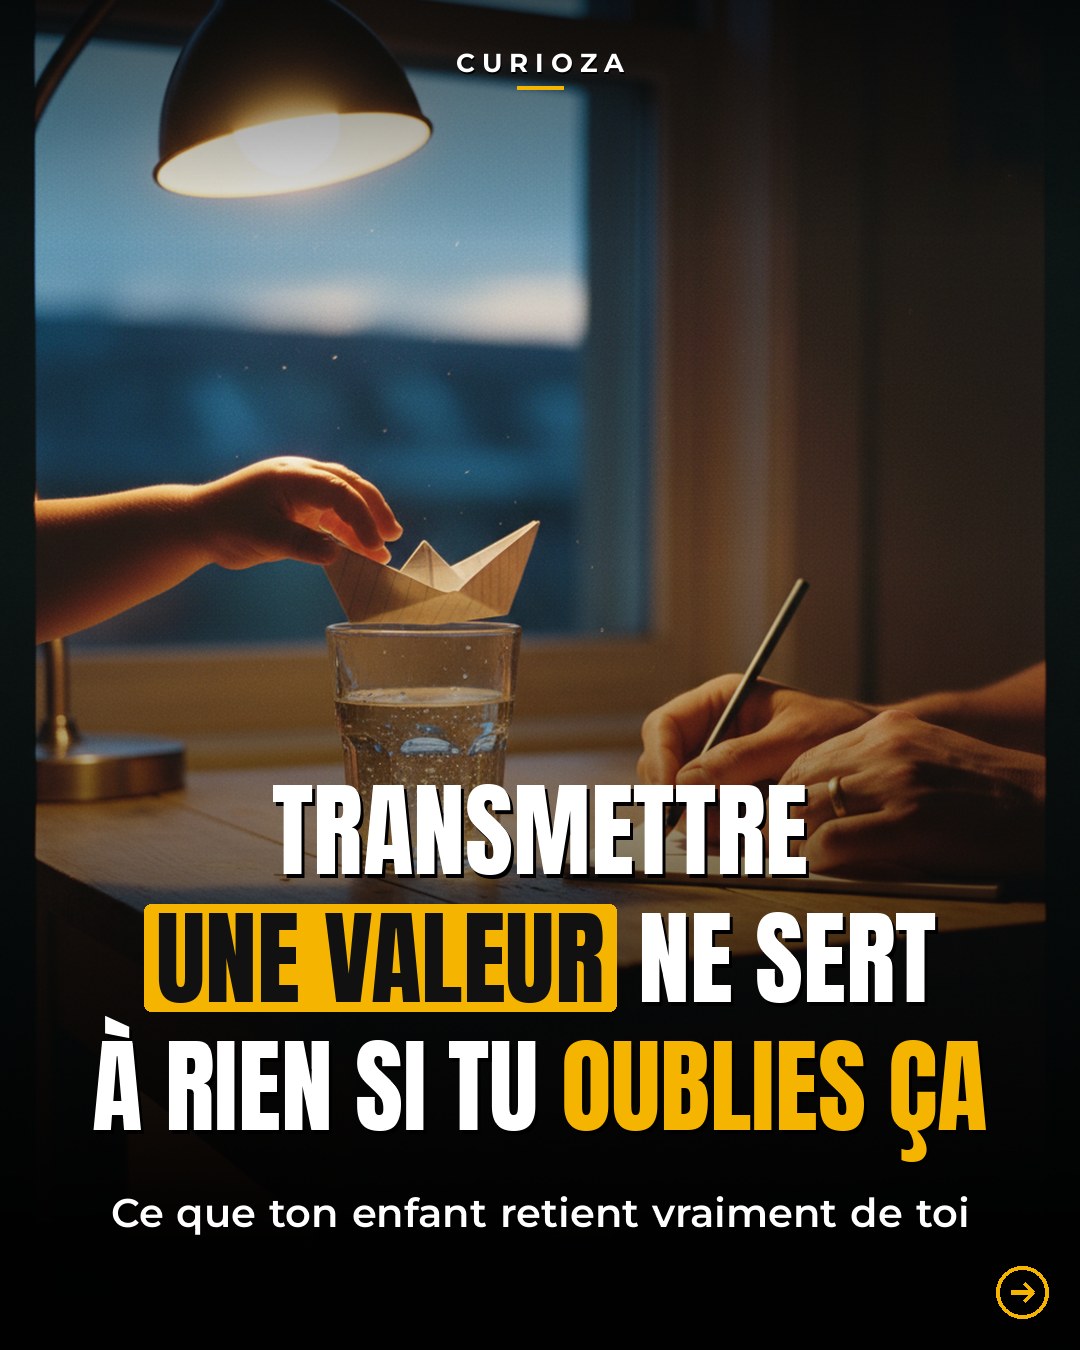 CURIOZA
TRANSMETTRE
UNE VALEUR NE SERT
À RIEN SI TU OUBLIES ÇA
Ce que ton enfant retient vraiment de toi